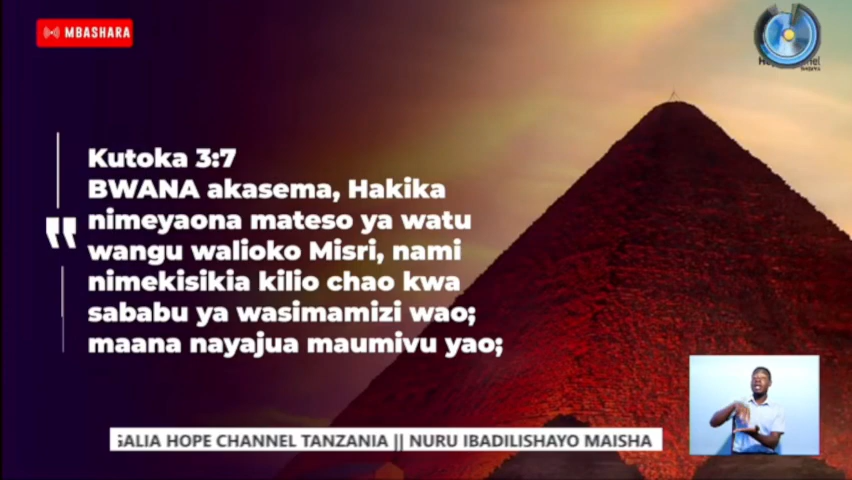 MBASHARA
Kutoka 3:7
BWANA akasema, Hakika
nimeyaona mateso ya watu
wangu walioko Misri, nami
nimekisikia kilio chao kwa
sababu ya wasimamizi wao;
maana nayajua maumivu yao;
GALIA HOPE CHANNEL TANZANIA || NURU IBADILISHAYO MAISHA